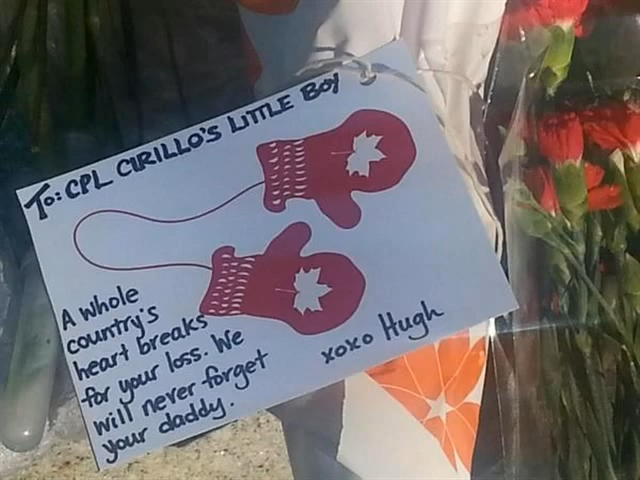 To: CPL CIRILLO'S LITTLE BOY
A whole
country's
heart breaks
for your loss. We
will never forget
your daddy.
xoxo Hugh